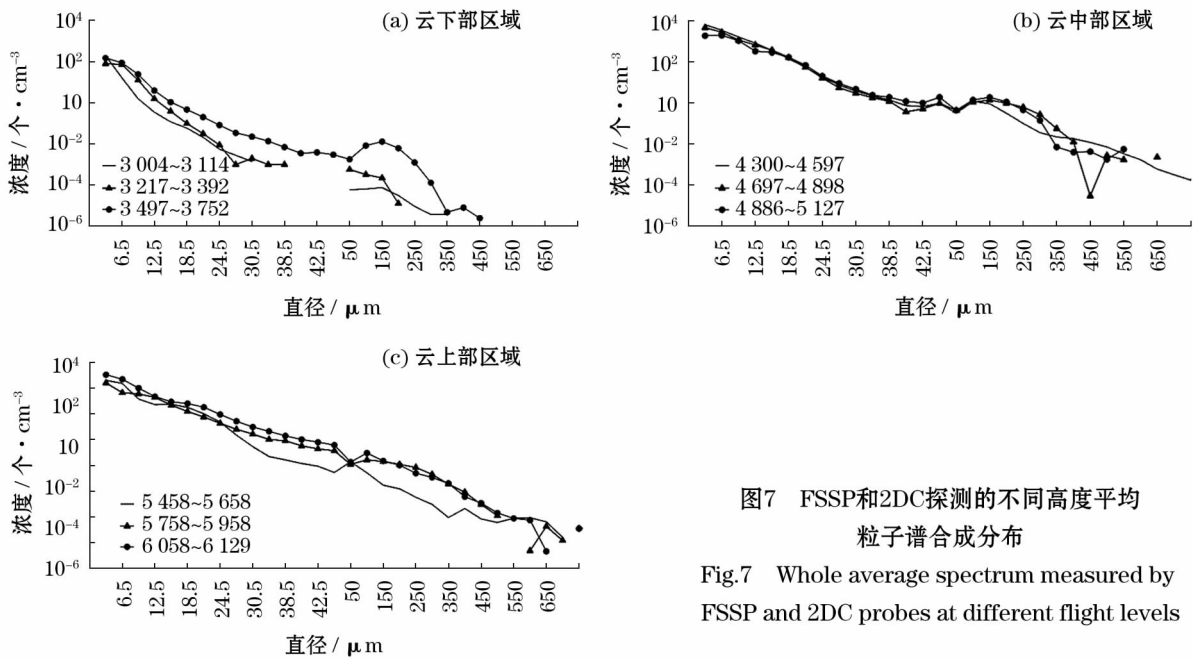 (a) 云下部区域
10⁴
10²
10
10⁻²
10⁻⁴
10⁻⁶
浓度 / 个·cm⁻³
3 004~3 114
3 217~3 392
3 497~3 752
6.5 12.5 18.5 24.5 30.5 38.5 42.5 50 150 250 350 450 550 650
直径 / μm
(b) 云中部区域
10⁴
10²
10
10⁻²
10⁻⁴
10⁻⁶
浓度 / 个·cm⁻³
4 300~4 597
4 697~4 898
4 886~5 127
6.5 12.5 18.5 24.5 30.5 38.5 42.5 50 150 250 350 450 550 650
直径 / μm
(c) 云上部区域
10⁴
10²
10
10⁻²
10⁻⁴
10⁻⁶
浓度 / 个·cm⁻³
5 458~5 658
5 758~5 958
6 058~6 129
6.5 12.5 18.5 24.5 30.5 38.5 42.5 50 150 250 350 450 550 650
直径 / μm
图7 FSSP和2DC探测的不同高度平均
粒子谱合成分布
Fig.7 Whole average spectrum measured by
FSSP and 2DC probes at different flight levels